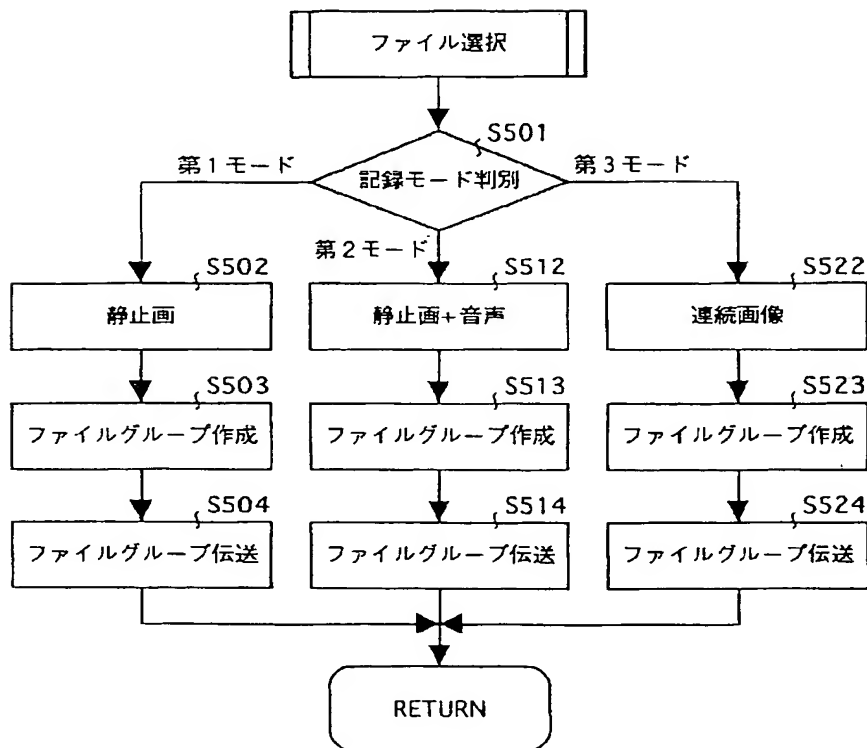 ファイル選択
S501
第1モード
記録モード判別
第3モード
第2モード
S502
S512
S522
静止画
静止画+音声
連続画像
S503
S513
S523
ファイルグループ作成
ファイルグループ作成
ファイルグループ作成
S504
S514
S524
ファイルグループ伝送
ファイルグループ伝送
ファイルグループ伝送
RETURN